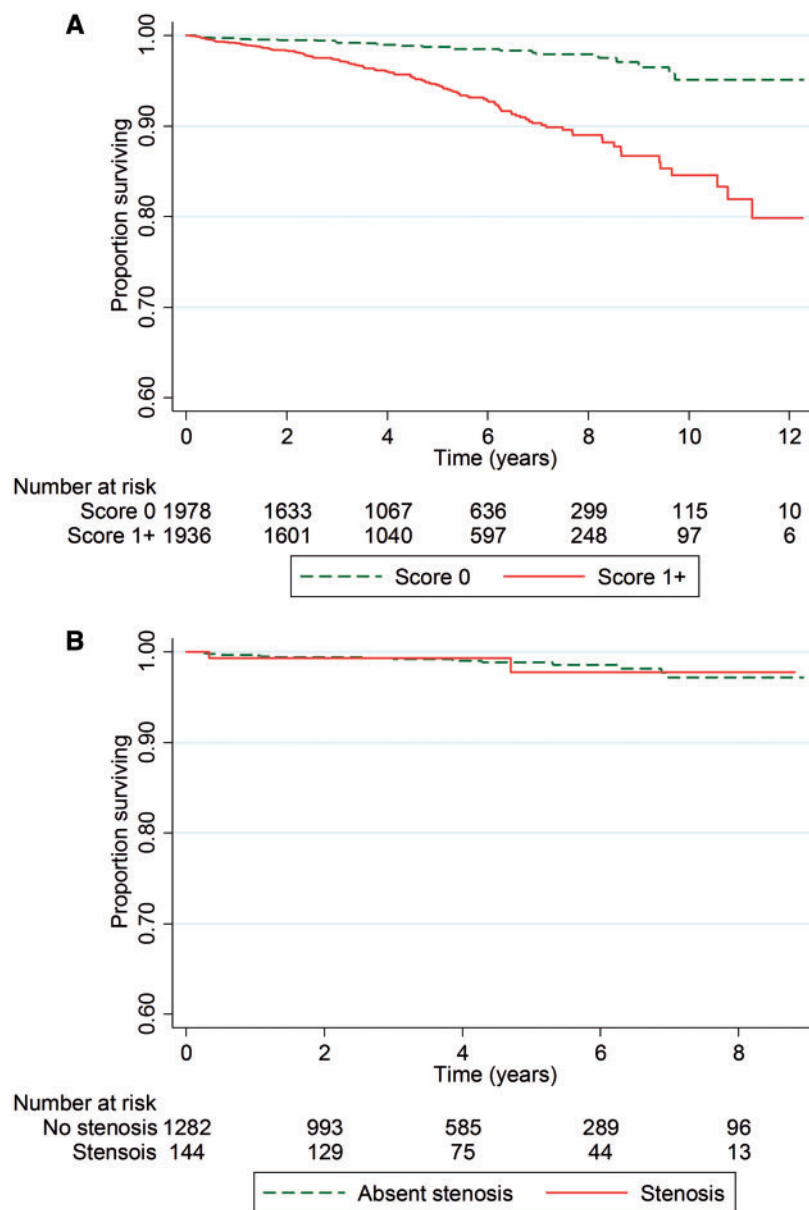 A
1.00
0.90
0.80
0.70
0.60
Proportion surviving
0 2 4 6 8 10 12
Time (years)
Number at risk
Score 0 1978 1633 1067 636 299 115 10
Score 1+ 1936 1601 1040 597 248 97 6
Score 0 Score 1+
B
1.00
0.90
0.80
0.70
0.60
Proportion surviving
0 2 4 6 8
Time (years)
Number at risk
No stenosis 1282 993 585 289 96
Stensois 144 129 75 44 13
Absent stenosis Stenosis